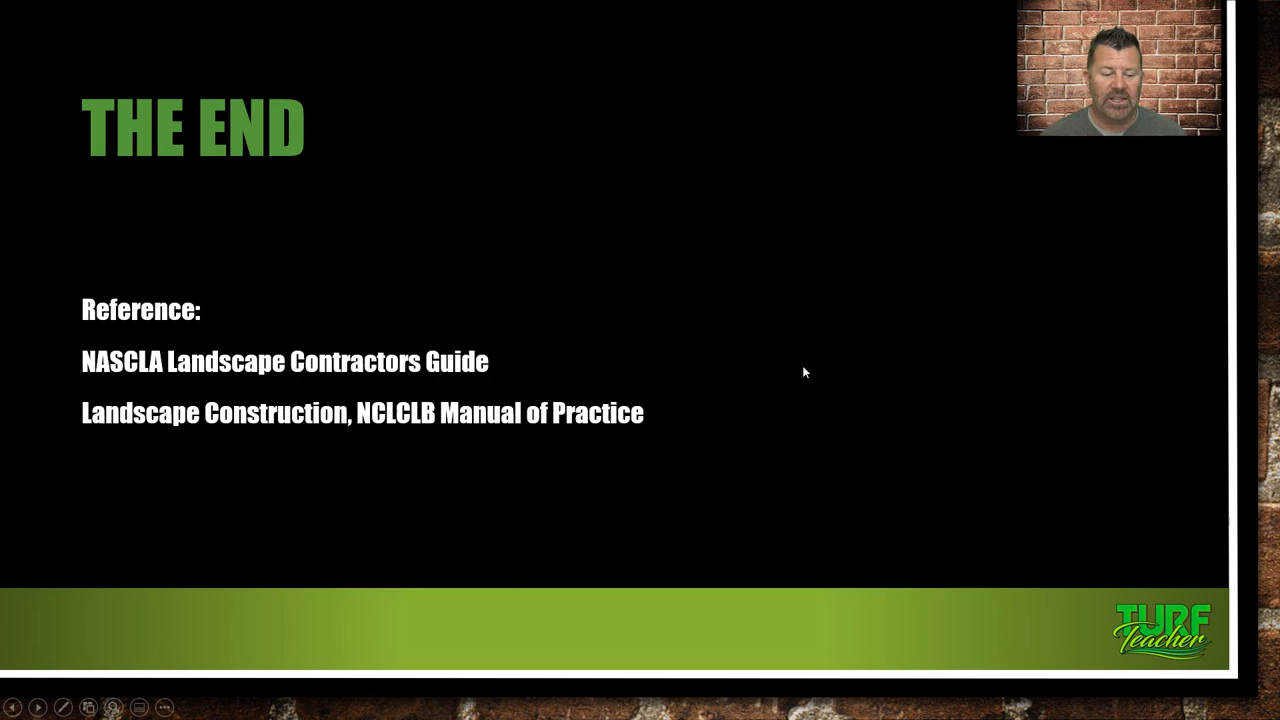 THE END
Reference:
NASCLA Landscape Contractors Guide
Landscape Construction, NCLCLB Manual of Practice
TURF
Teacher